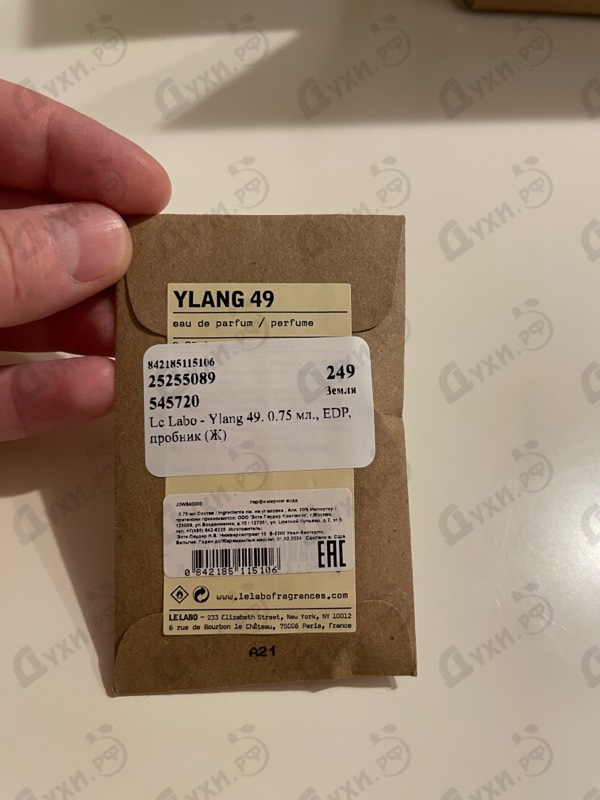 YLANG 49
eau de parfum / perfume
842185115106
25255089
249
545720
Земля
Le Labo - Ylang 49. 0.75 мл., EDP,
пробник (Ж)
парфюмерная вода
EAC
0 842185 115106
www.lelabofragrances.com
LE LABO – 233 Elizabeth Street, New York, NY 10012
6 rue de Bourbon le Château, 75006 Paris, France
A21
Духи.рф